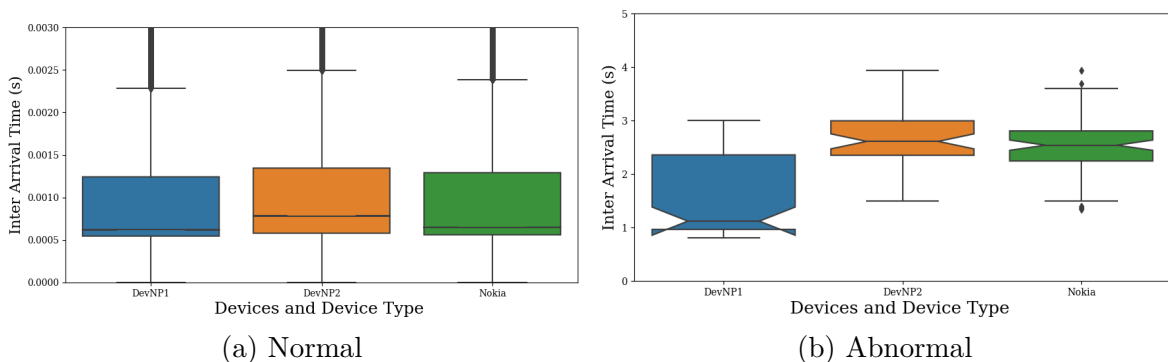 0.0030
0.0025
0.0020
0.0015
0.0010
0.0005
0.0000
Inter Arrival Time (s)
DevNP1 DevNP2 Nokia
Devices and Device Type
(a) Normal
5
4
3
2
1
0
Inter Arrival Time (s)
DevNP1 DevNP2 Nokia
Devices and Device Type
(b) Abnormal